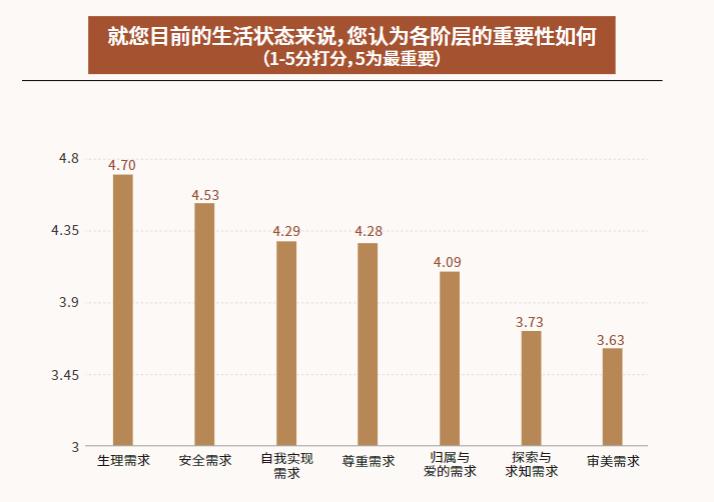 就您目前的生活状态来说，您认为各阶层的重要性如何
（1-5分打分，5为最重要）
4.8
4.35
3.9
3.45
3
4.70
4.53
4.29
4.28
4.09
3.73
3.63
生理需求
安全需求
自我实现
需求
尊重需求
归属与
爱的需求
探索与
求知需求
审美需求